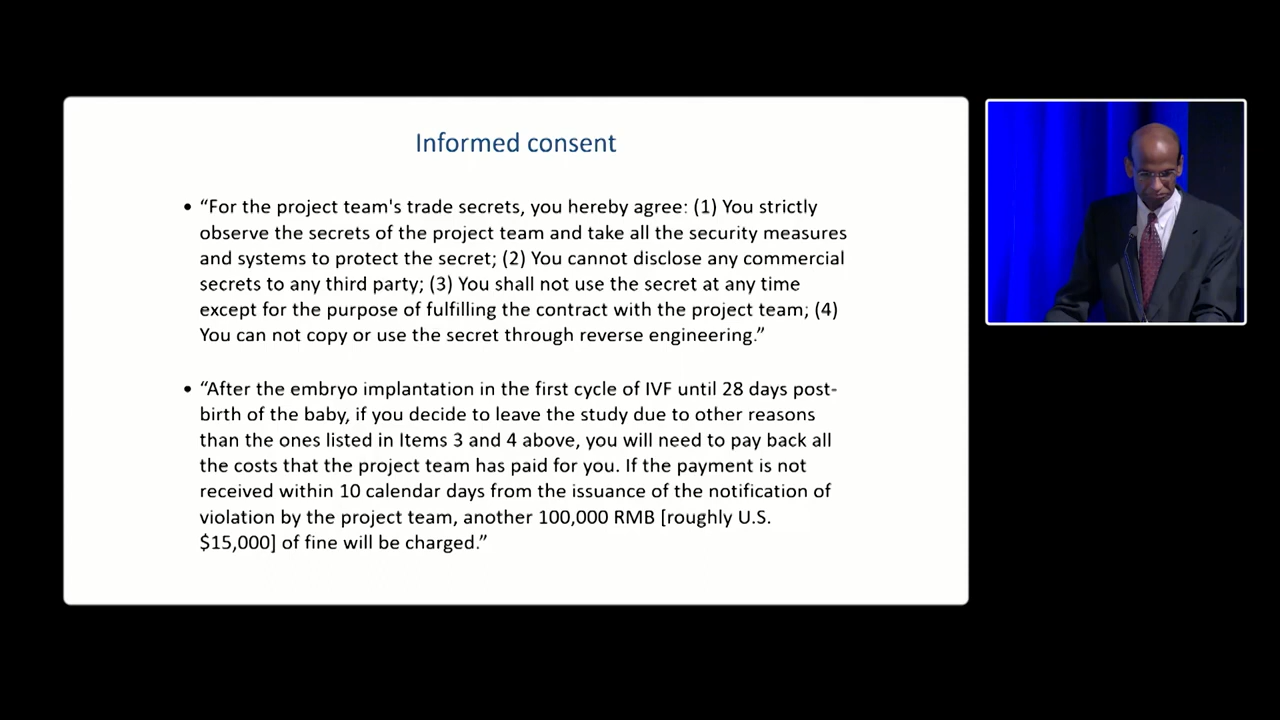 Informed consent
• “For the project team's trade secrets, you hereby agree: (1) You strictly
observe the secrets of the project team and take all the security measures
and systems to protect the secret; (2) You cannot disclose any commercial
secrets to any third party; (3) You shall not use the secret at any time
except for the purpose of fulfilling the contract with the project team; (4)
You can not copy or use the secret through reverse engineering.”
• “After the embryo implantation in the first cycle of IVF until 28 days post-
birth of the baby, if you decide to leave the study due to other reasons
than the ones listed in Items 3 and 4 above, you will need to pay back all
the costs that the project team has paid for you. If the payment is not
received within 10 calendar days from the issuance of the notification of
violation by the project team, another 100,000 RMB [roughly U.S.
$15,000] of fine will be charged.”